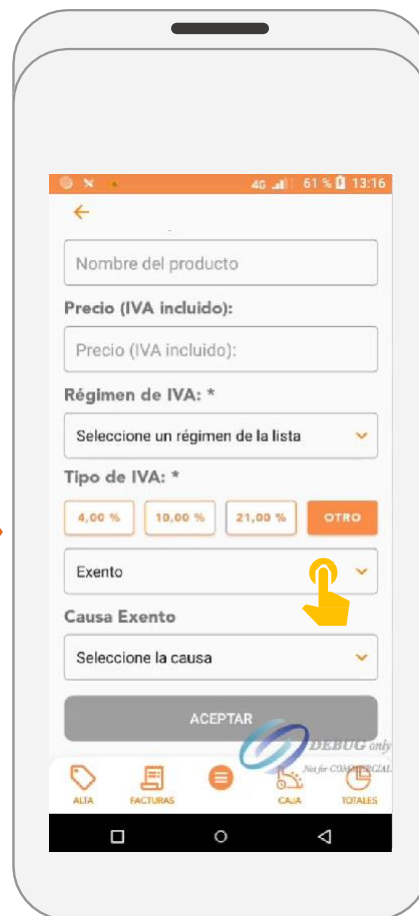 4G 61 % 13:16
Nombre del producto
Precio (IVA incluido):
Precio (IVA incluido):
Régimen de IVA: *
Seleccione un régimen de la lista
Tipo de IVA: *
4,00 % 10,00 % 21,00 % OTRO
Exento
Causa Exento
Seleccione la causa
ACEPTAR
DEBUG only
Not for COMMERCIAL
ALTA FACTURAS CAJA TOTALES